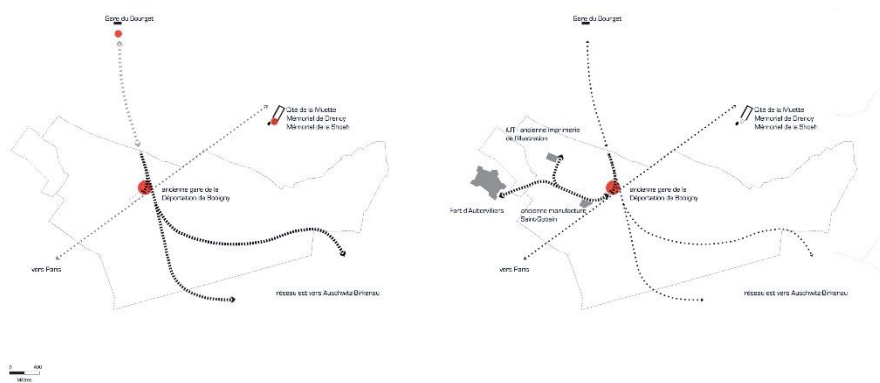 Gare du Bourget
Cité de la Muette
Mémorial de Drancy
Mémorial de la Shoah
ancienne gare de la
Déportation de Bobigny
vers Paris
réseau est vers Auschwitz-Birkenau
0 400
Mètres
Gare du Bourget
Cité de la Muette
Mémorial de Drancy
Mémorial de la Shoah
IUT - ancienne imprimerie
de l'illustration
ancienne gare de la
Déportation de Bobigny
Fort d'Aubervilliers
ancienne manufacture
Saint-Gobain
vers Paris
réseau est vers Auschwitz-Birkenau